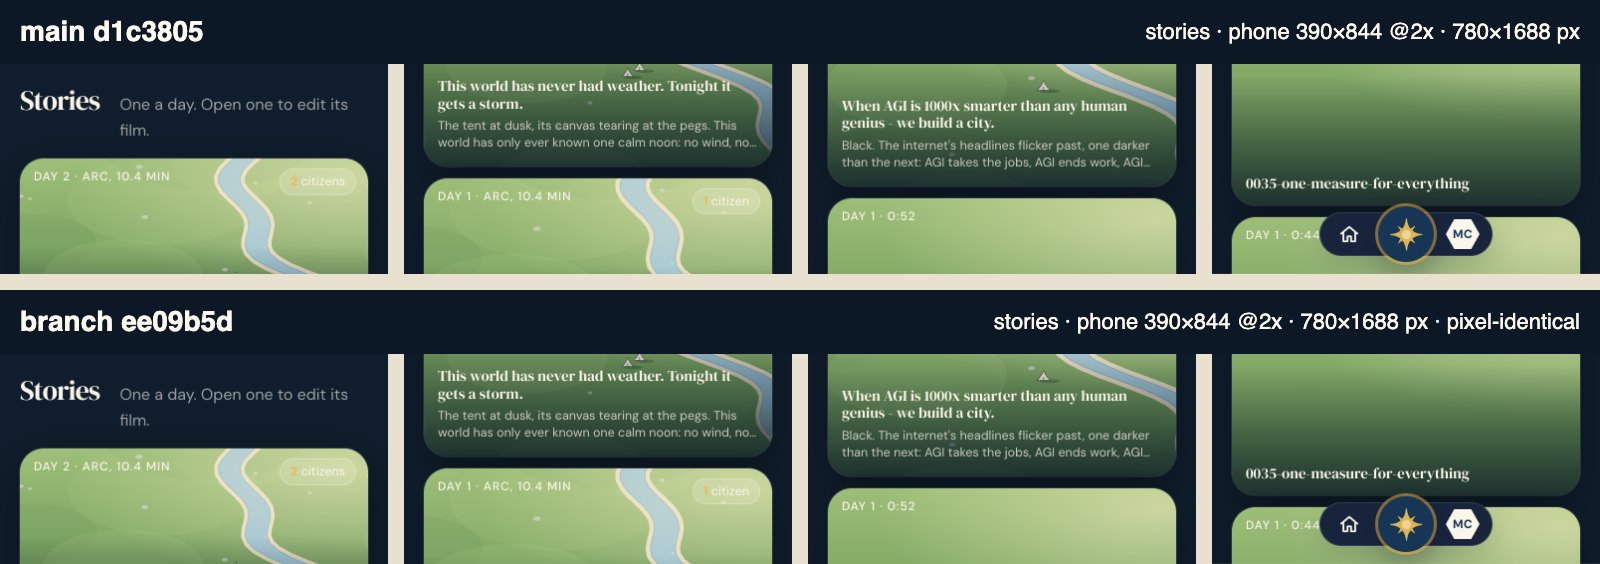 main d1c3805
stories · phone 390×844 @2x · 780×1688 px
Stories
One a day. Open one to edit its
film.
DAY 2 · ARC, 10.4 MIN
2 citizens
This world has never had weather. Tonight it
gets a storm.
The tent at dusk, its canvas tearing at the pegs. This
world has only ever known one calm noon: no wind, no...
DAY 1 · ARC, 10.4 MIN
1 citizen
When AGI is 1000x smarter than any human
genius - we build a city.
Black. The internet's headlines flicker past, one darker
than the next: AGI takes the jobs, AGI ends work, AGI...
DAY 1 · 0:52
0035-one-measure-for-everything
DAY 1 · 0:44
MC
branch ee09b5d
stories · phone 390×844 @2x · 780×1688 px · pixel-identical
Stories
One a day. Open one to edit its
film.
DAY 2 · ARC, 10.4 MIN
2 citizens
This world has never had weather. Tonight it
gets a storm.
The tent at dusk, its canvas tearing at the pegs. This
world has only ever known one calm noon: no wind, no...
DAY 1 · ARC, 10.4 MIN
1 citizen
When AGI is 1000x smarter than any human
genius - we build a city.
Black. The internet's headlines flicker past, one darker
than the next: AGI takes the jobs, AGI ends work, AGI...
DAY 1 · 0:52
0035-one-measure-for-everything
DAY 1 · 0:44
MC